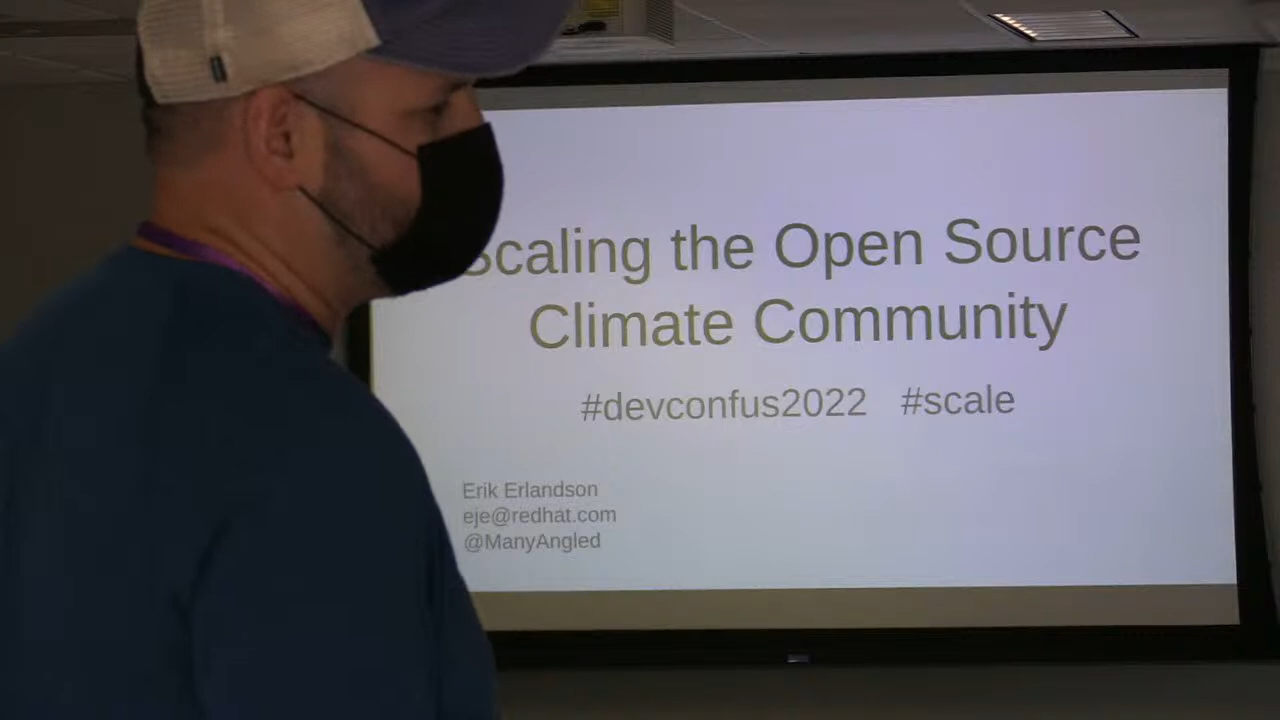 Scaling the Open Source
Climate Community
#devconfus2022 #scale
Erik Erlandson
eje@redhat.com
@ManyAngled